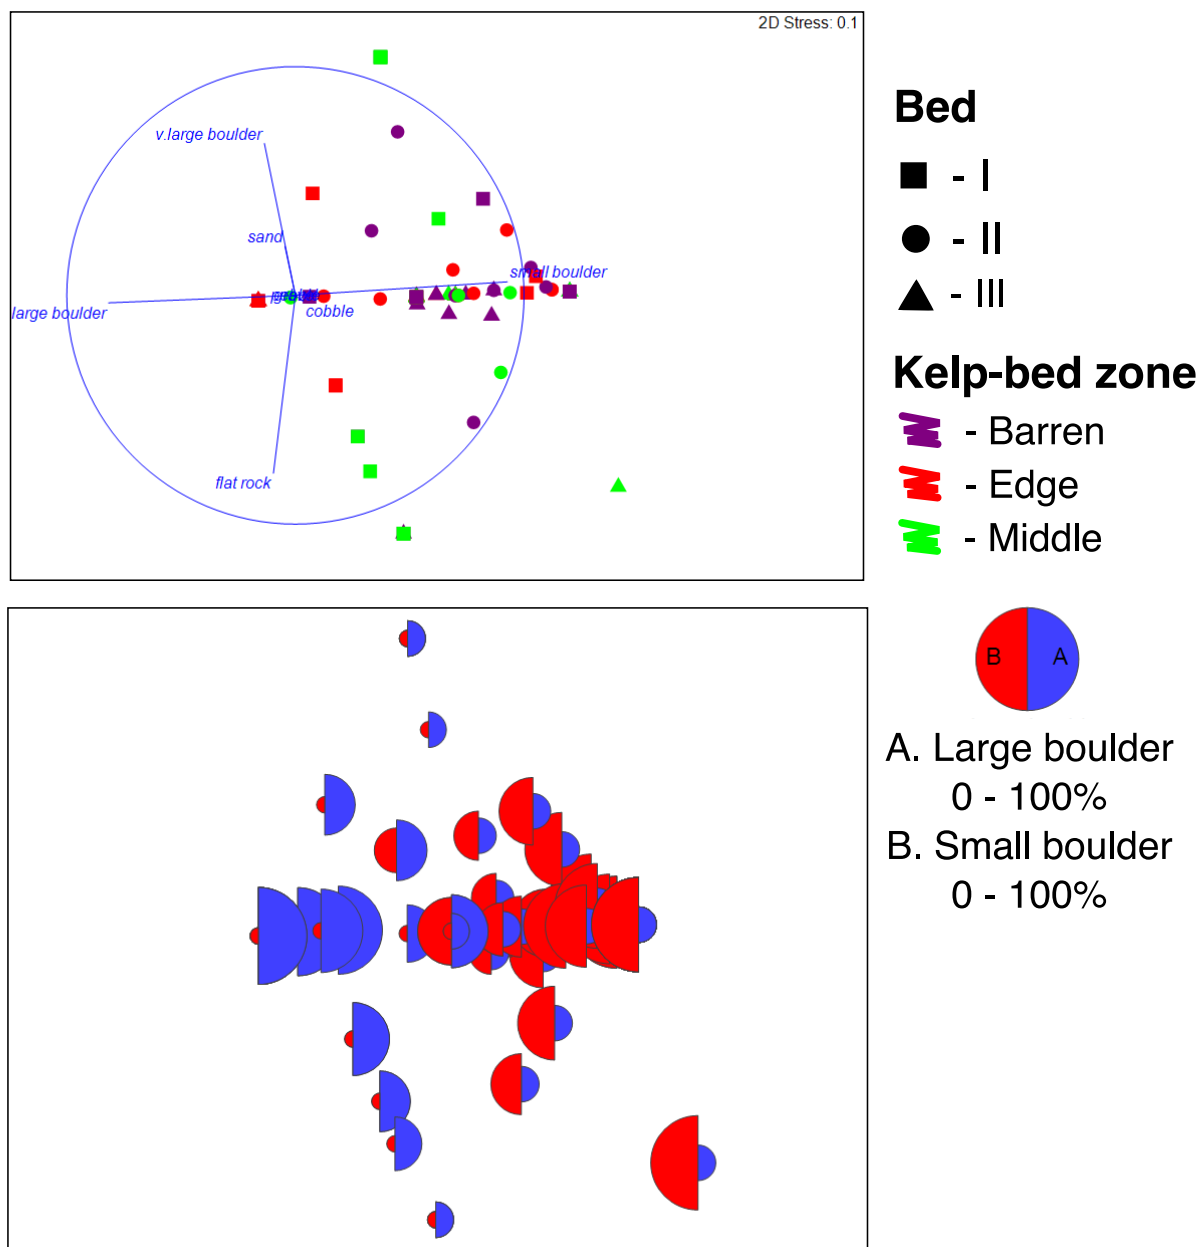 2D Stress: 0.1
v.large boulder
sand
small boulder
large boulder
cobble
flat rock
Bed
- I
- II
- III
Kelp-bed zone
- Barren
- Edge
- Middle
B A
A. Large boulder
0 - 100%
B. Small boulder
0 - 100%